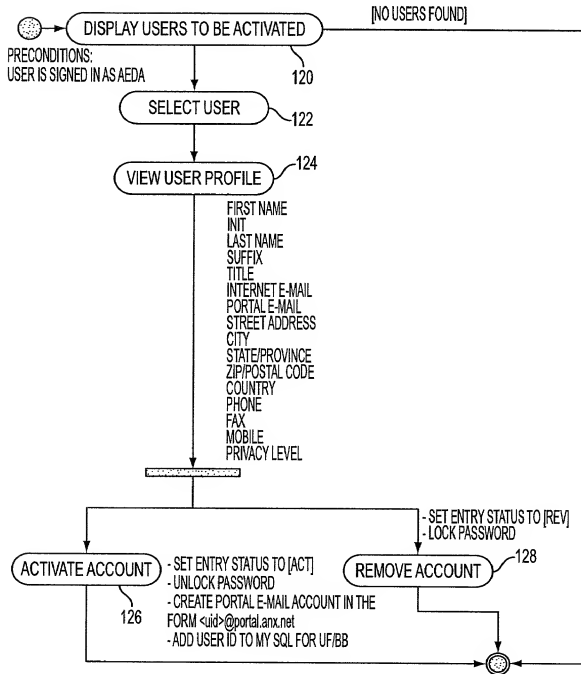 DISPLAY USERS TO BE ACTIVATED
[NO USERS FOUND]
PRECONDITIONS:
USER IS SIGNED IN AS AEDA
120
SELECT USER
122
124
VIEW USER PROFILE
FIRST NAME
INIT
LAST NAME
SUFFIX
TITLE
INTERNET E-MAIL
PORTAL E-MAIL
STREET ADDRESS
CITY
STATE/PROVINCE
ZIP/POSTAL CODE
COUNTRY
PHONE
FAX
MOBILE
PRIVACY LEVEL
- SET ENTRY STATUS TO [REV]
- LOCK PASSWORD
ACTIVATE ACCOUNT
126
- SET ENTRY STATUS TO [ACT]
- UNLOCK PASSWORD
- CREATE PORTAL E-MAIL ACCOUNT IN THE
FORM <uid>@portal.anx.net
- ADD USER ID TO MY SQL FOR UF/BB
REMOVE ACCOUNT
128